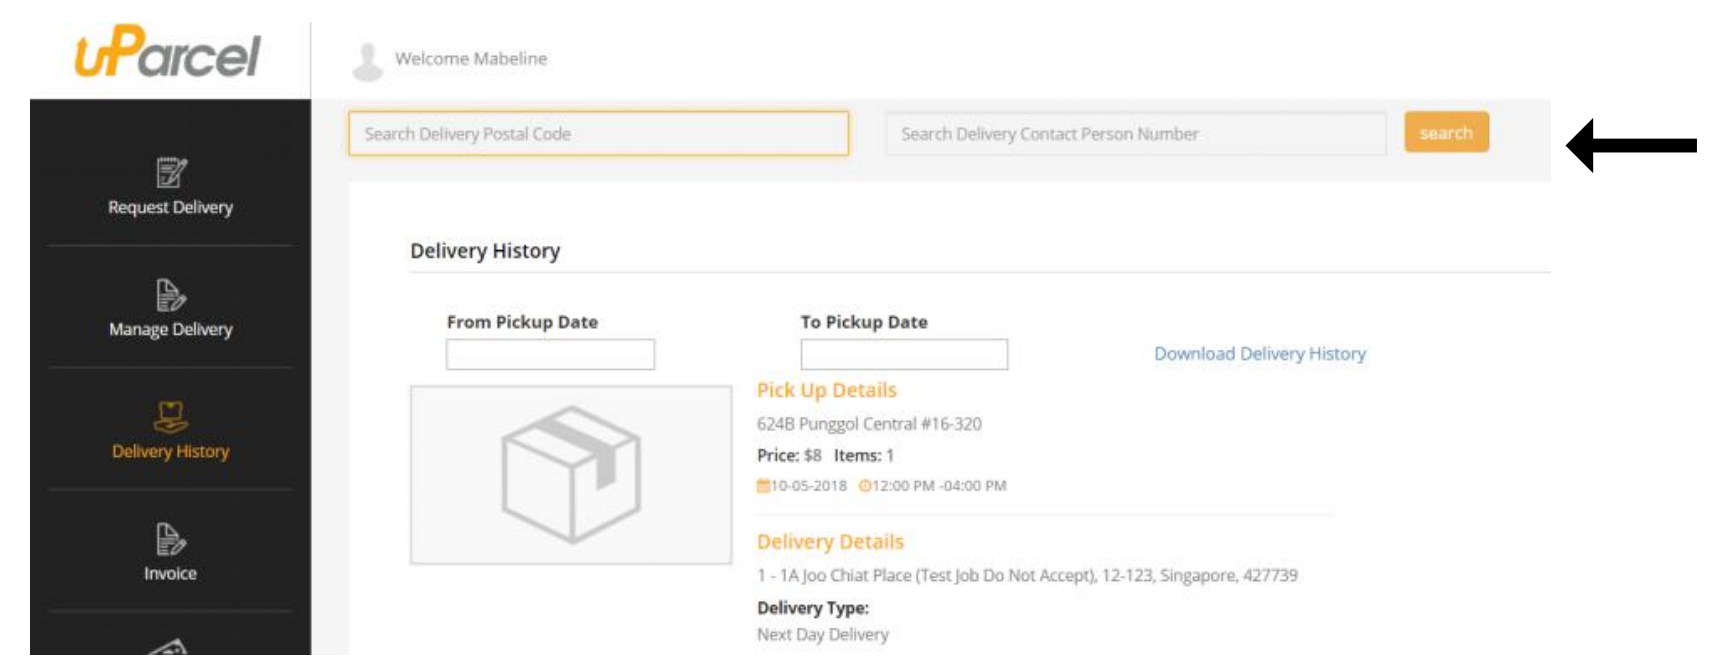 uParcel
Welcome Mabeline
Search Delivery Postal Code
Search Delivery Contact Person Number
search
Request Delivery
Manage Delivery
Delivery History
Invoice
Delivery History
From Pickup Date
To Pickup Date
Download Delivery History
Pick Up Details
624B Punggol Central #16-320
Price: $8 Items: 1
10-05-2018 12:00 PM -04:00 PM
Delivery Details
1 - 1A Joo Chiat Place (Test Job Do Not Accept), 12-123, Singapore, 427739
Delivery Type:
Next Day Delivery